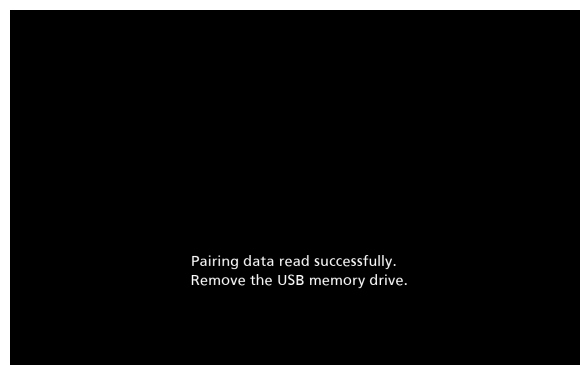 Pairing data read successfully.
Remove the USB memory drive.